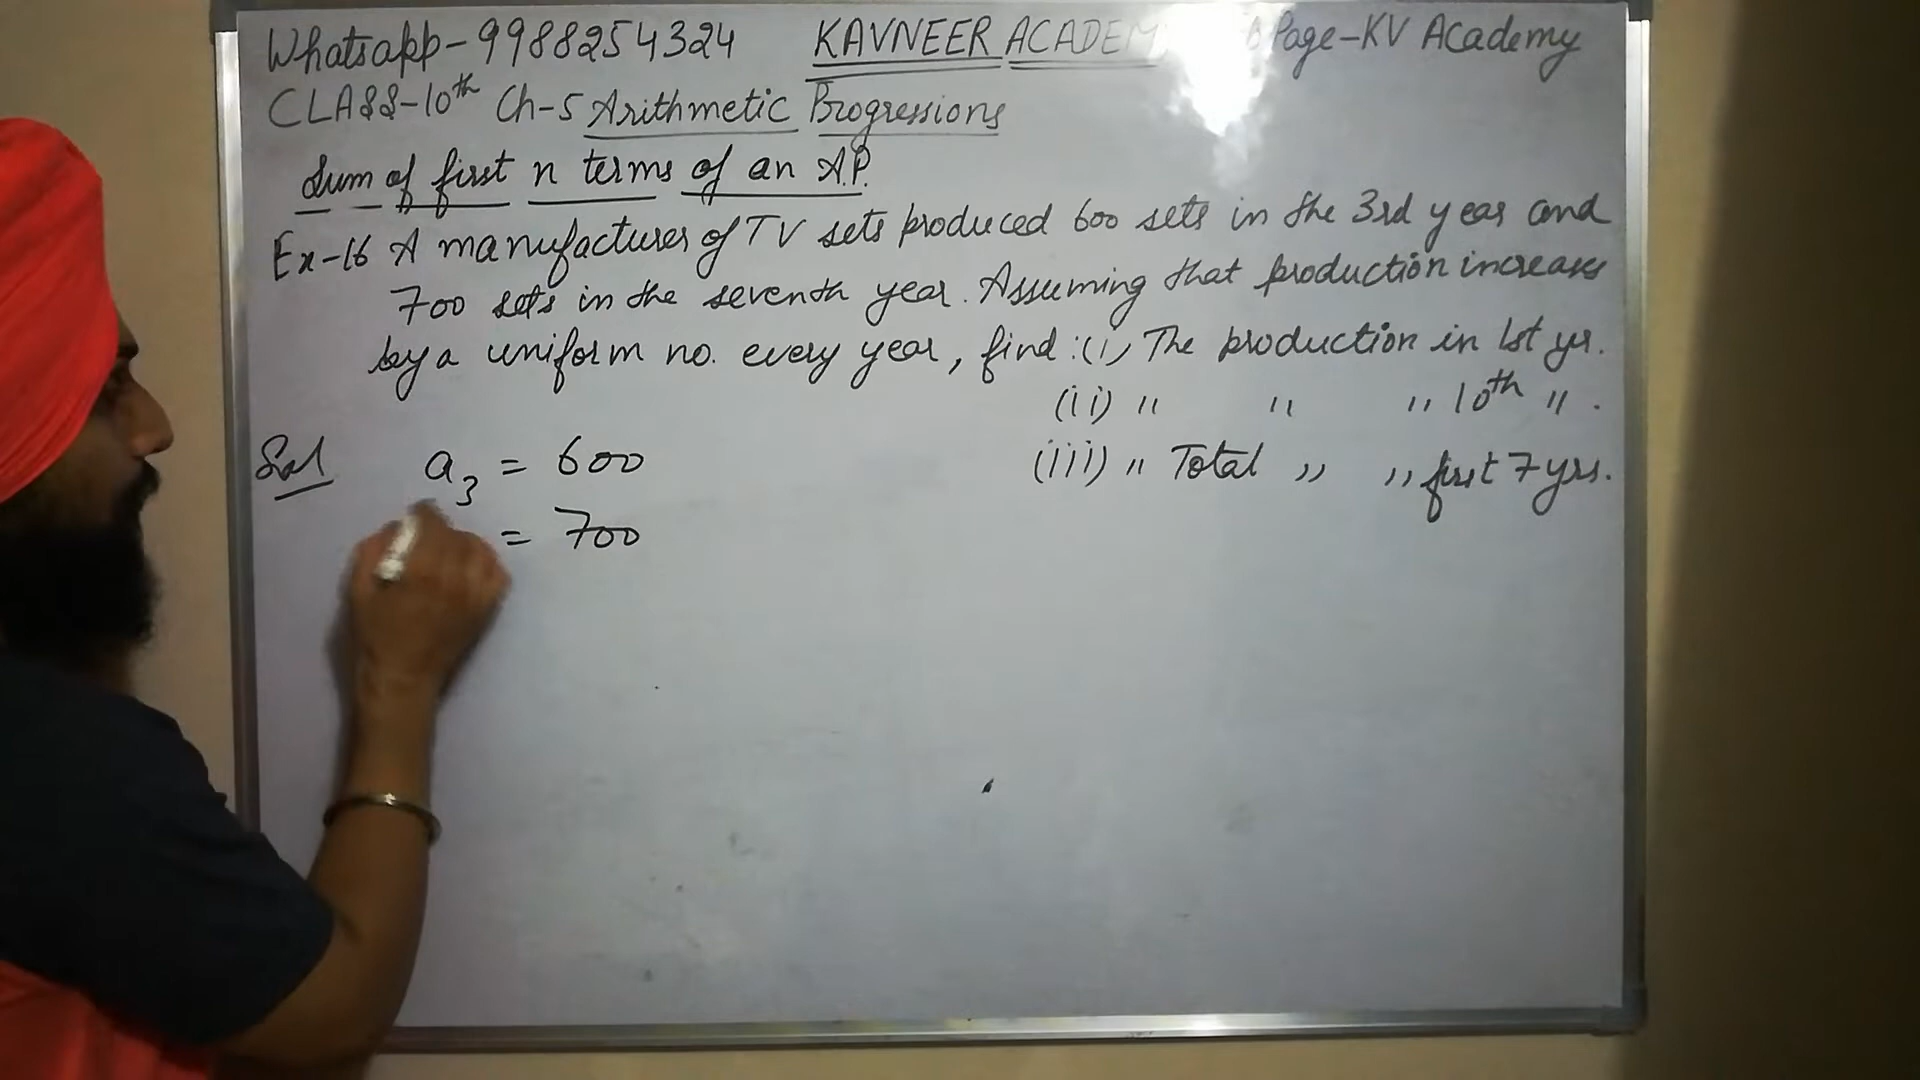 Whatsapp-9988254324 KAVNEER ACADEM Page-KV Academy
CLASS-10th Ch-5 Arithmetic Progressions
Sum of first n terms of an A.P.
Ex-16 A manufacturer of TV sets produced 600 sets in the 3rd year and
700 sets in the seventh year. Assuming that production increases
by a uniform no. every year, find :(i) The production in 1st yr.
(ii) " " " 10th " .
(iii) " Total " " first 7 yrs.
Sol a3 = 600
= 700